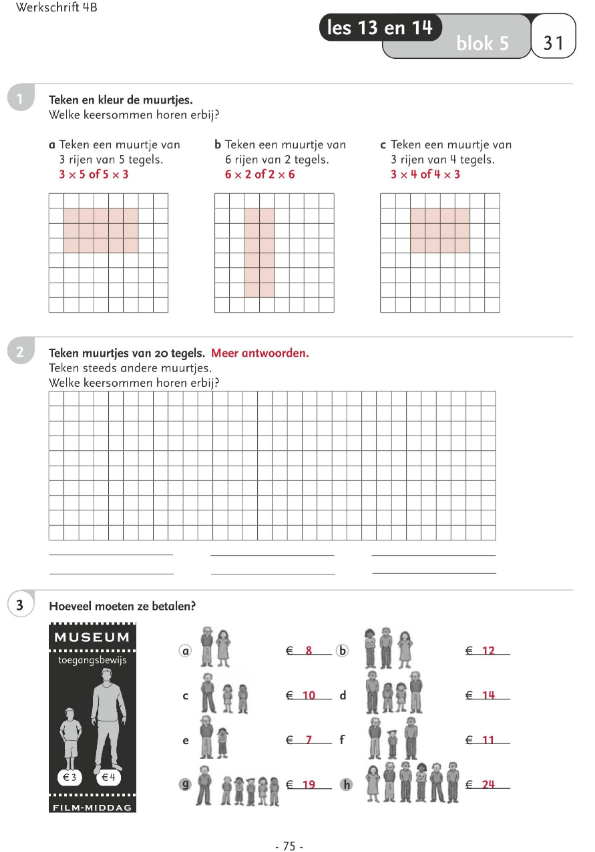 Werkschrift 4B
les 13 en 14
blok 5
31
1
Teken en kleur de muurtjes.
Welke keersommen horen erbij?
a Teken een muurtje van
3 rijen van 5 tegels.
3 × 5 of 5 × 3
b Teken een muurtje van
6 rijen van 2 tegels.
6 × 2 of 2 × 6
c Teken een muurtje van
3 rijen van 4 tegels.
3 × 4 of 4 × 3
2
Teken muurtjes van 20 tegels. Meer antwoorden.
Teken steeds andere muurtjes.
Welke keersommen horen erbij?
3
Hoeveel moeten ze betalen?
MUSEUM
toegangsbewijs
€ 3 € 4
FILM-MIDDAG
a € 8 b € 12
c € 10 d € 14
e € 7 f € 11
g € 19 h € 24
- 75 -